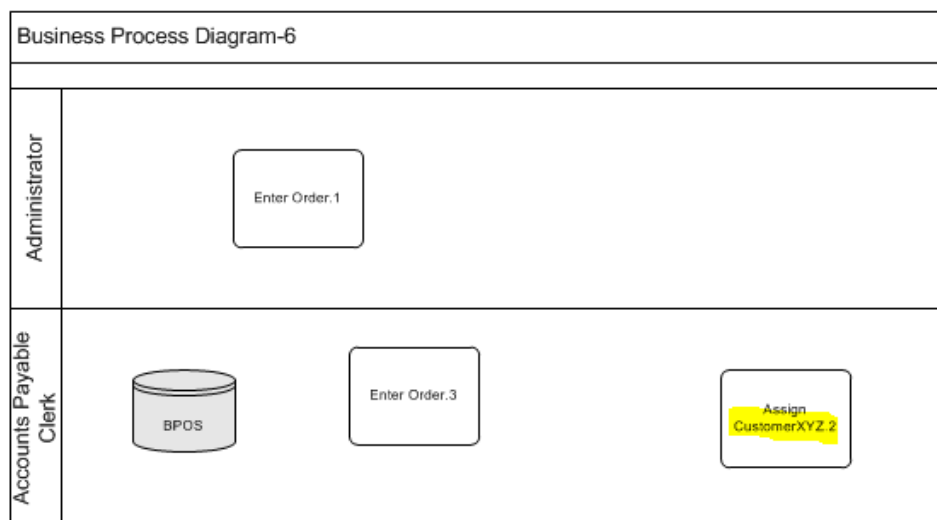 Business Process Diagram-6
Administrator
Enter Order.1
Accounts Payable
Clerk
BPOS
Enter Order.3
Assign
CustomerXYZ.2